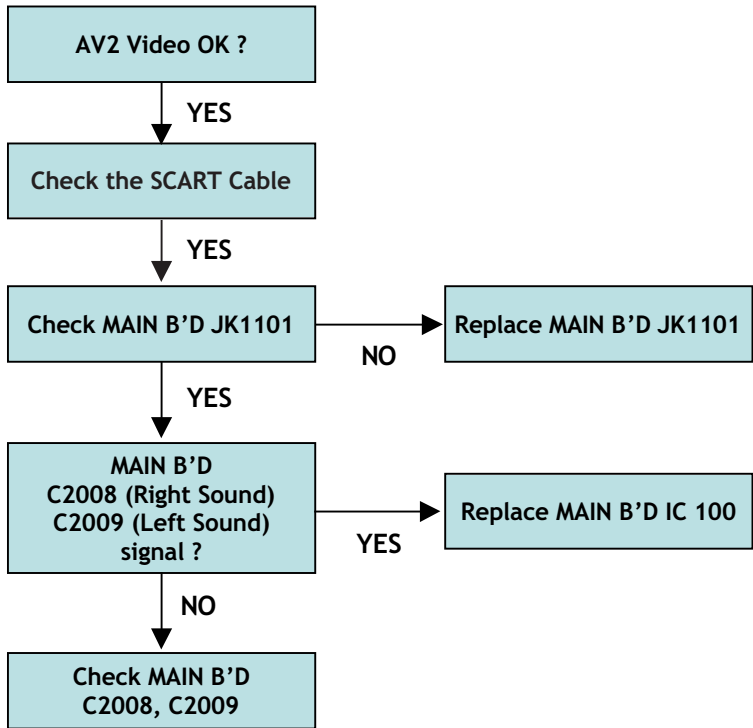 AV2 Video OK ?
YES
Check the SCART Cable
YES
Check MAIN B’D JK1101
NO
Replace MAIN B’D JK1101
YES
MAIN B’D
C2008 (Right Sound)
C2009 (Left Sound)
signal ?
YES
Replace MAIN B’D IC 100
NO
Check MAIN B’D
C2008, C2009